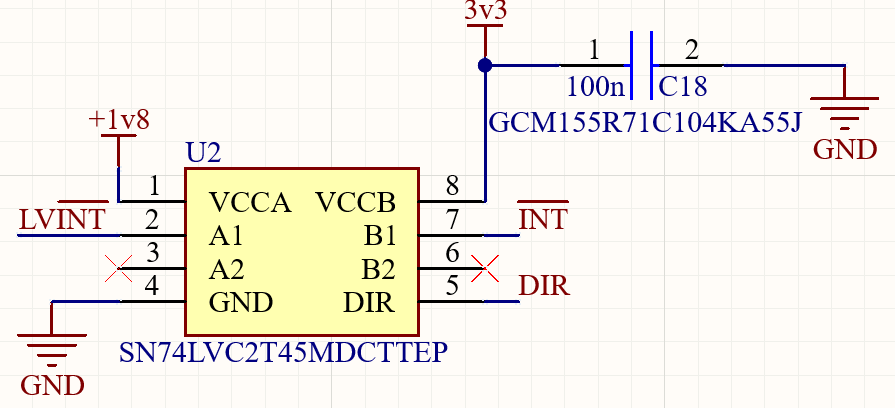 3v3
1 2
100n C18
GCM155R71C104KA55J
GND
+1v8
U2
1 VCCA VCCB 8
LVINT 2 A1 B1 7 INT
3 A2 B2 6
4 GND DIR 5 DIR
SN74LVC2T45MDCTTEP
GND